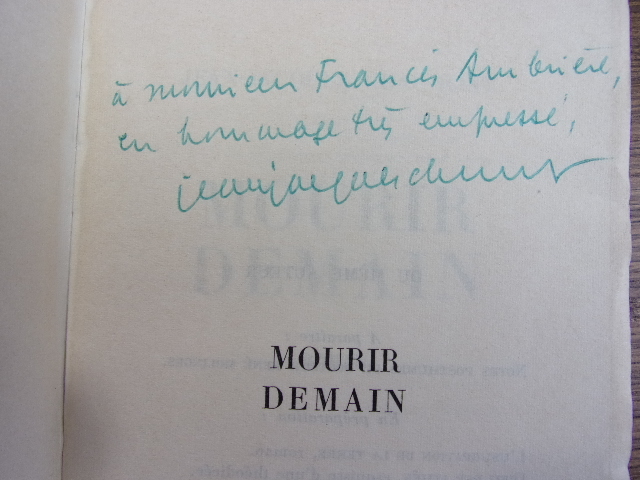 à monsieur Francis Ambrière,
en hommage très empressé,
MOURIR
DEMAIN